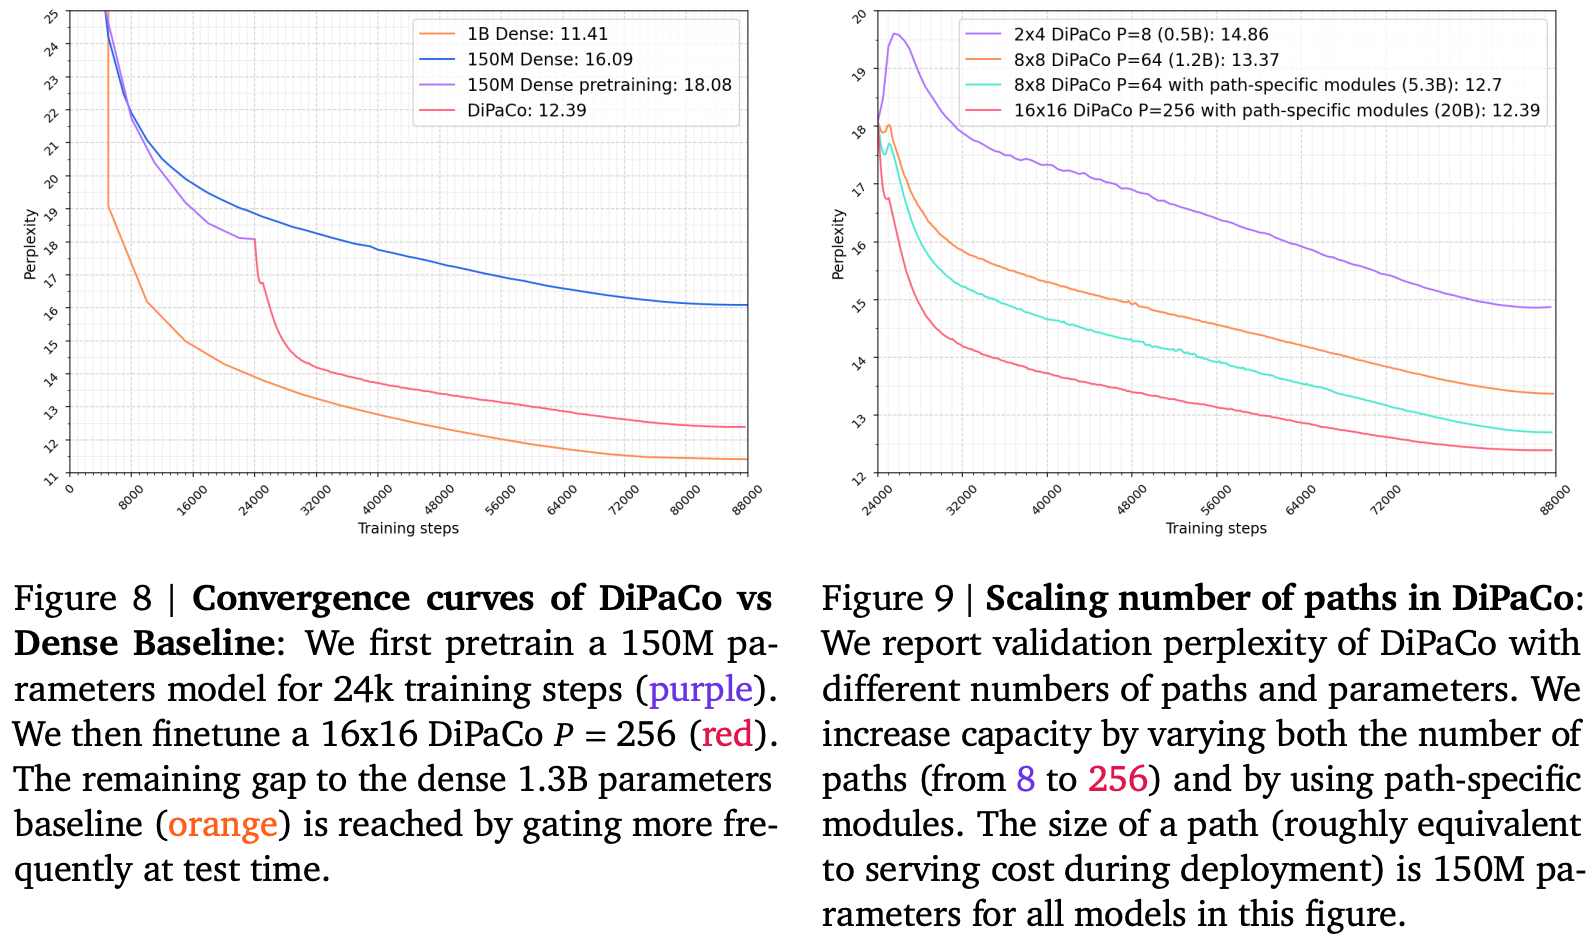 25
24
23
22
21
20
19
18
17
16
15
14
13
12
11
Perplexity
1B Dense: 11.41
150M Dense: 16.09
150M Dense pretraining: 18.08
DiPaCo: 12.39
0
8000
16000
24000
32000
40000
48000
56000
64000
72000
80000
88000
Training steps
20
19
18
17
16
15
14
13
12
Perplexity
2x4 DiPaCo P=8 (0.5B): 14.86
8x8 DiPaCo P=64 (1.2B): 13.37
8x8 DiPaCo P=64 with path-specific modules (5.3B): 12.7
16x16 DiPaCo P=256 with path-specific modules (20B): 12.39
24000
32000
40000
48000
56000
64000
72000
88000
Training steps
Figure 8 | Convergence curves of DiPaCo vs
Dense Baseline: We first pretrain a 150M pa-
rameters model for 24k training steps (purple).
We then finetune a 16x16 DiPaCo P = 256 (red).
The remaining gap to the dense 1.3B parameters
baseline (orange) is reached by gating more fre-
quently at test time.
Figure 9 | Scaling number of paths in DiPaCo:
We report validation perplexity of DiPaCo with
different numbers of paths and parameters. We
increase capacity by varying both the number of
paths (from 8 to 256) and by using path-specific
modules. The size of a path (roughly equivalent
to serving cost during deployment) is 150M pa-
rameters for all models in this figure.